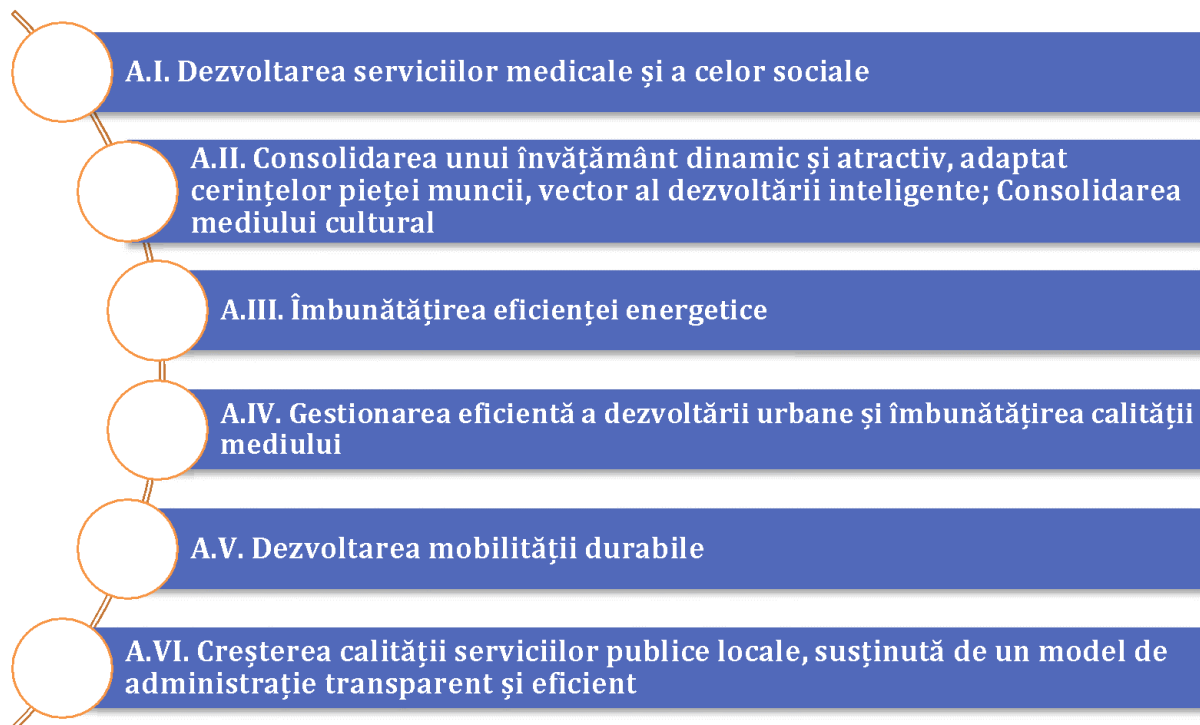 A.I. Dezvoltarea serviciilor medicale și a celor sociale
A.II. Consolidarea unui învățământ dinamic și atractiv, adaptat
cerințelor pieței muncii, vector al dezvoltării inteligente; Consolidarea
mediului cultural
A.III. Îmbunătățirea eficienței energetice
A.IV. Gestionarea eficientă a dezvoltării urbane și îmbunătățirea calității
mediului
A.V. Dezvoltarea mobilității durabile
A.VI. Creșterea calității serviciilor publice locale, susținută de un model de
administrație transparent și eficient